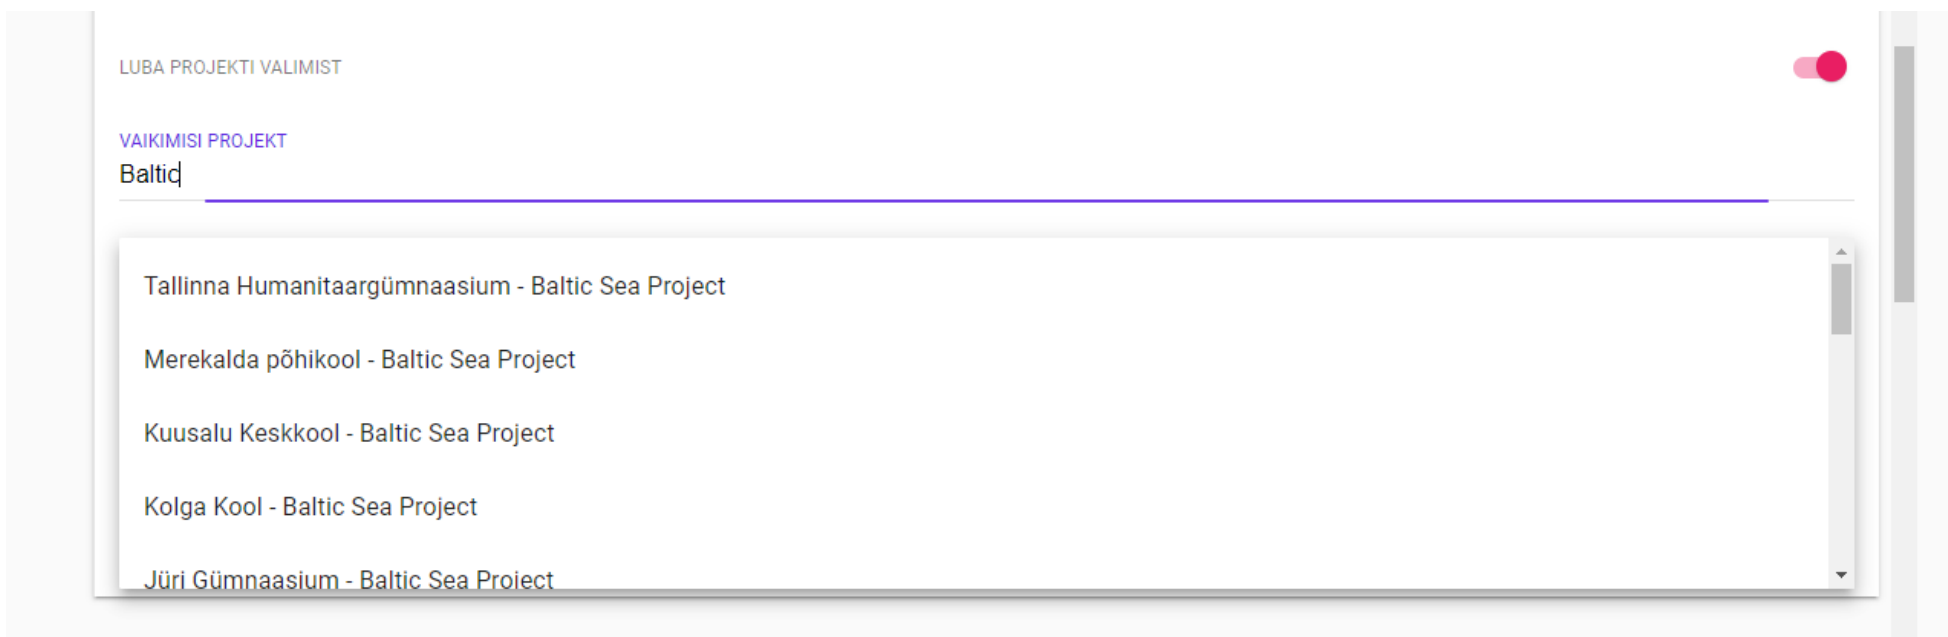 LUBA PROJEKTI VALIMIST
VAIKIMISI PROJEKT
Baltic
Tallinna Humanitaargümnaasium - Baltic Sea Project
Merekalda põhikool - Baltic Sea Project
Kuusalu Keskkool - Baltic Sea Project
Kolga Kool - Baltic Sea Project
Jüri Gümnaasium - Baltic Sea Project